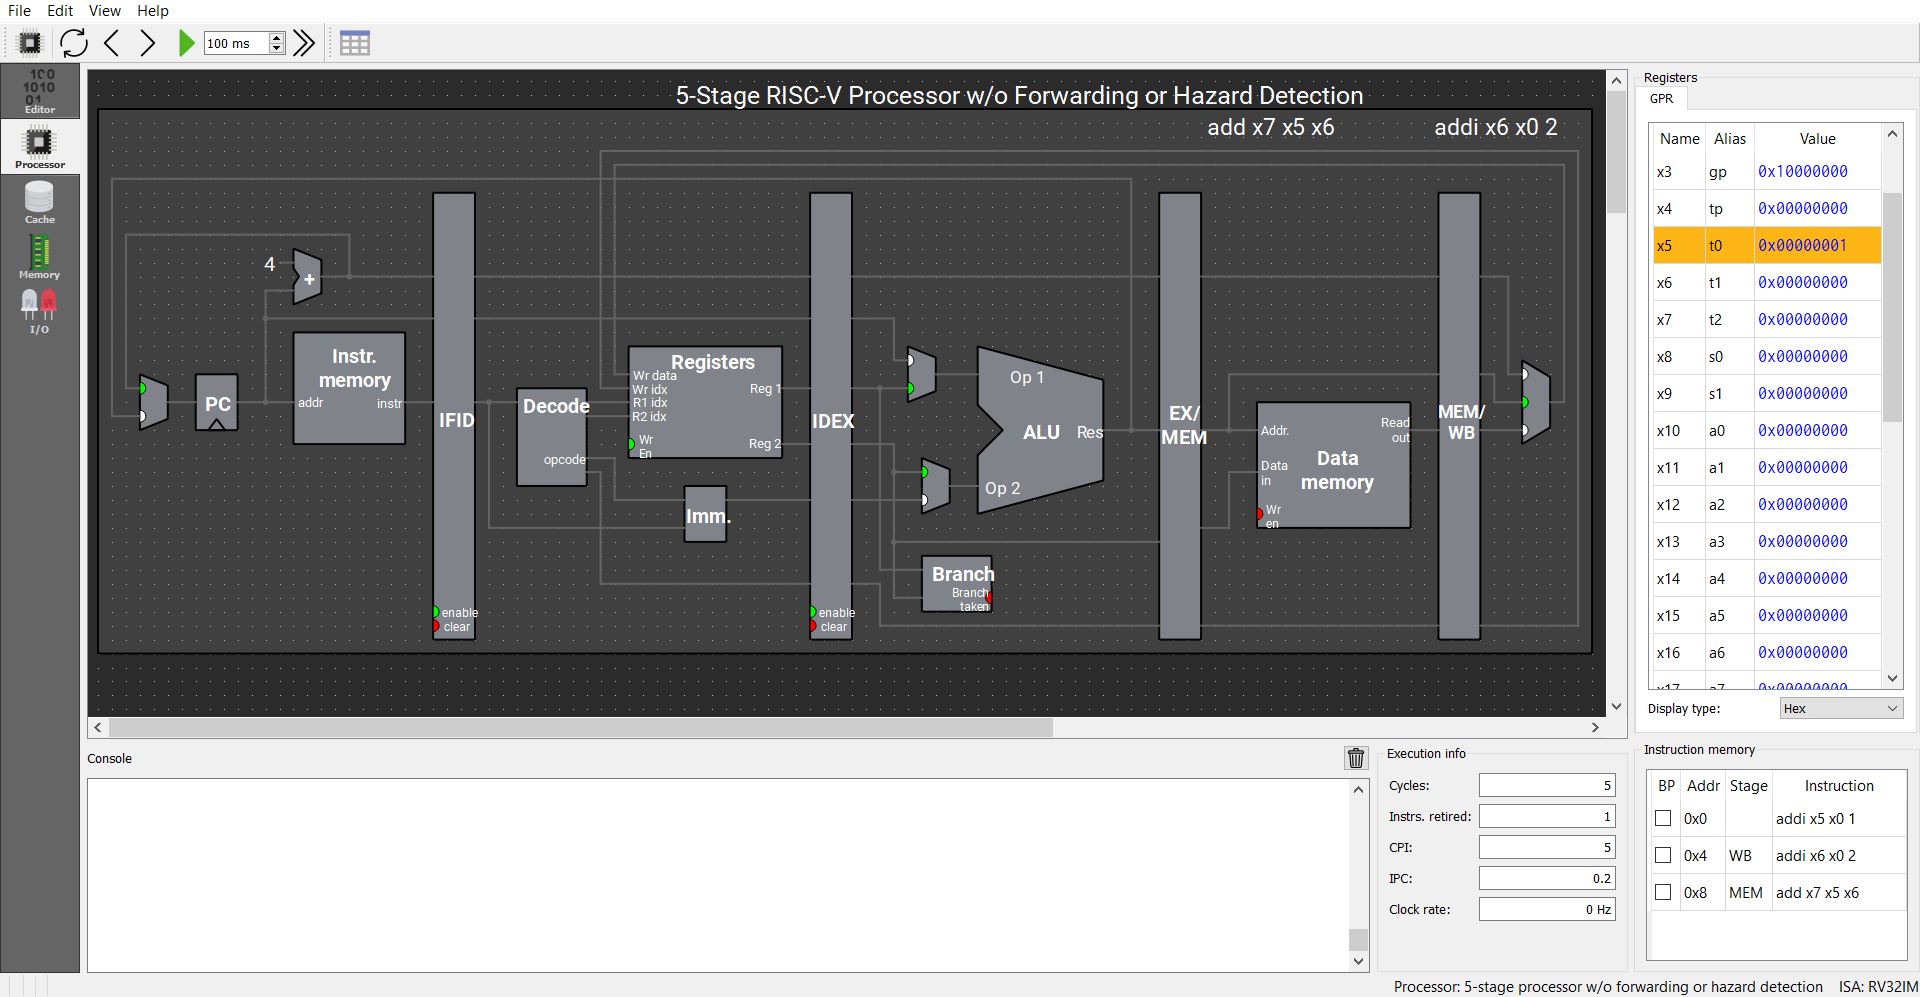 File Edit View Help
100 ms
100
1010
01
Editor
Processor
Cache
Memory
I/O
5-Stage RISC-V Processor w/o Forwarding or Hazard Detection
add x7 x5 x6 addi x6 x0 2
4
+
Instr.
memory
addr instr
PC
IFID
enable
clear
Decode
opcode
Registers
Wr data
Wr idx
R1 idx
R2 idx
Wr
En
Reg 1
Reg 2
Imm.
IDEX
enable
clear
Op 1
ALU Res
Op 2
Branch
Branch
taken
EX/
MEM
Addr.
Read
out
Data
in
Data
memory
Wr
en
MEM/
WB
Registers
GPR
Name Alias Value
x3 gp 0x10000000
x4 tp 0x00000000
x5 t0 0x00000001
x6 t1 0x00000000
x7 t2 0x00000000
x8 s0 0x00000000
x9 s1 0x00000000
x10 a0 0x00000000
x11 a1 0x00000000
x12 a2 0x00000000
x13 a3 0x00000000
x14 a4 0x00000000
x15 a5 0x00000000
x16 a6 0x00000000
x17 a7 0x00000000
Display type: Hex
Console
Execution info
Cycles: 5
Instrs. retired: 1
CPI: 5
IPC: 0.2
Clock rate: 0 Hz
Instruction memory
BP Addr Stage Instruction
0x0 addi x5 x0 1
0x4 WB addi x6 x0 2
0x8 MEM add x7 x5 x6
Processor: 5-stage processor w/o forwarding or hazard detection ISA: RV32IM